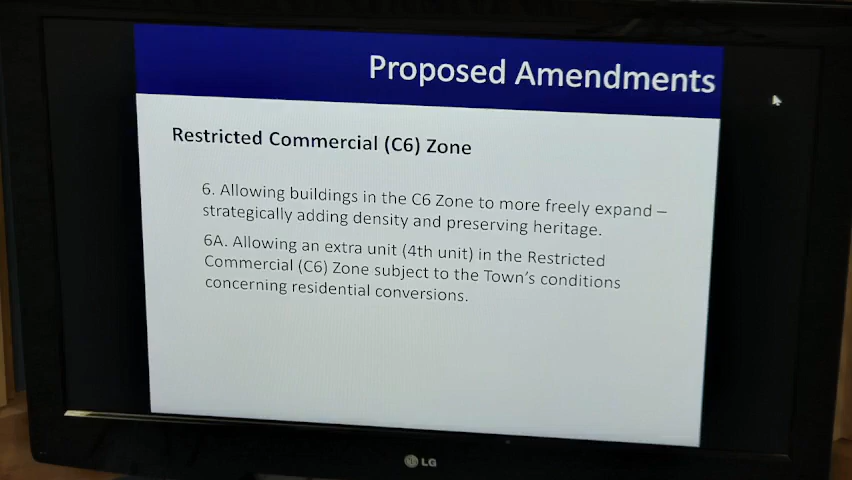 Proposed Amendments
Restricted Commercial (C6) Zone
6. Allowing buildings in the C6 Zone to more freely expand –
strategically adding density and preserving heritage.
6A. Allowing an extra unit (4th unit) in the Restricted
Commercial (C6) Zone subject to the Town's conditions
concerning residential conversions.
LG